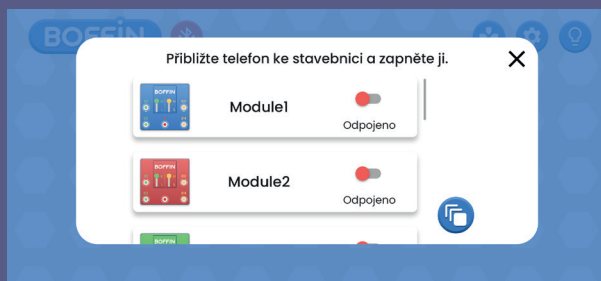 BOFFIN
Přibližte telefon ke stavebnici a zapněte ji.
BOFFIN
Module1
Odpojeno
BOFFIN
Module2
Odpojeno
BOFFIN